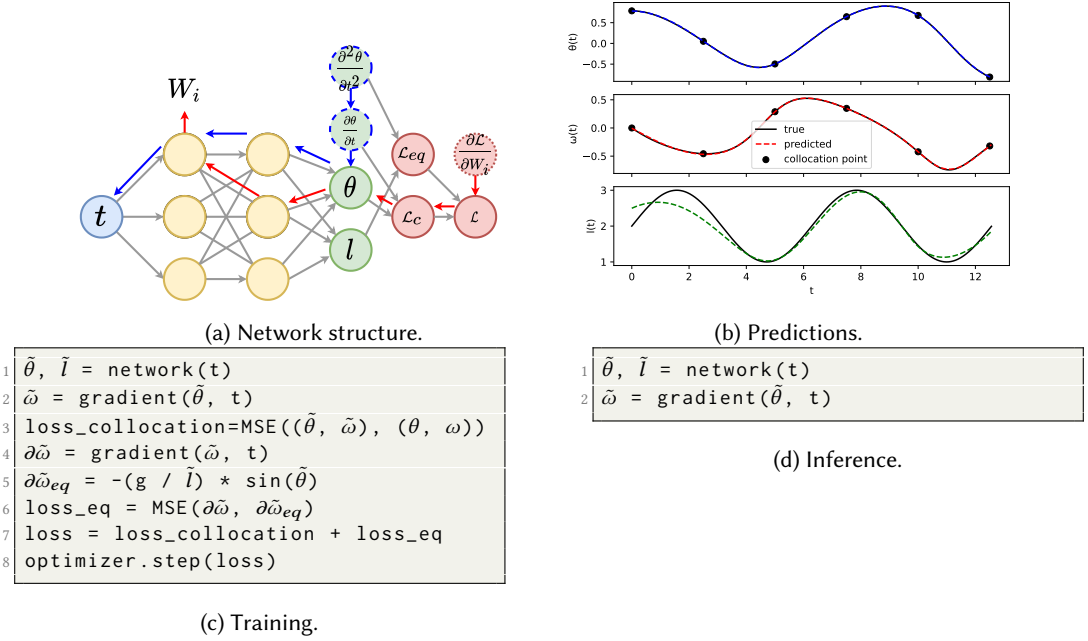 ∂²θ/∂t²
∂θ/∂t
W_i
t
θ
l
ℒ_eq
ℒ_c
ℒ
∂ℒ/∂W_i
(a) Network structure.
θ(t)
0.5
0.0
−0.5
ω(t)
0.5
0.0
−0.5
true
predicted
collocation point
l(t)
3
2
1
0 2 4 6 8 10 12
t
(b) Predictions.
1 θ̃, l̃ = network(t)
2 ω̃ = gradient(θ̃, t)
3 loss_collocation=MSE((θ̃, ω̃), (θ, ω))
4 ∂ω̃ = gradient(ω̃, t)
5 ∂ω̃_eq = -(g / l̃) * sin(θ̃)
6 loss_eq = MSE(∂ω̃, ∂ω̃_eq)
7 loss = loss_collocation + loss_eq
8 optimizer.step(loss)
(c) Training.
1 θ̃, l̃ = network(t)
2 ω̃ = gradient(θ̃, t)
(d) Inference.